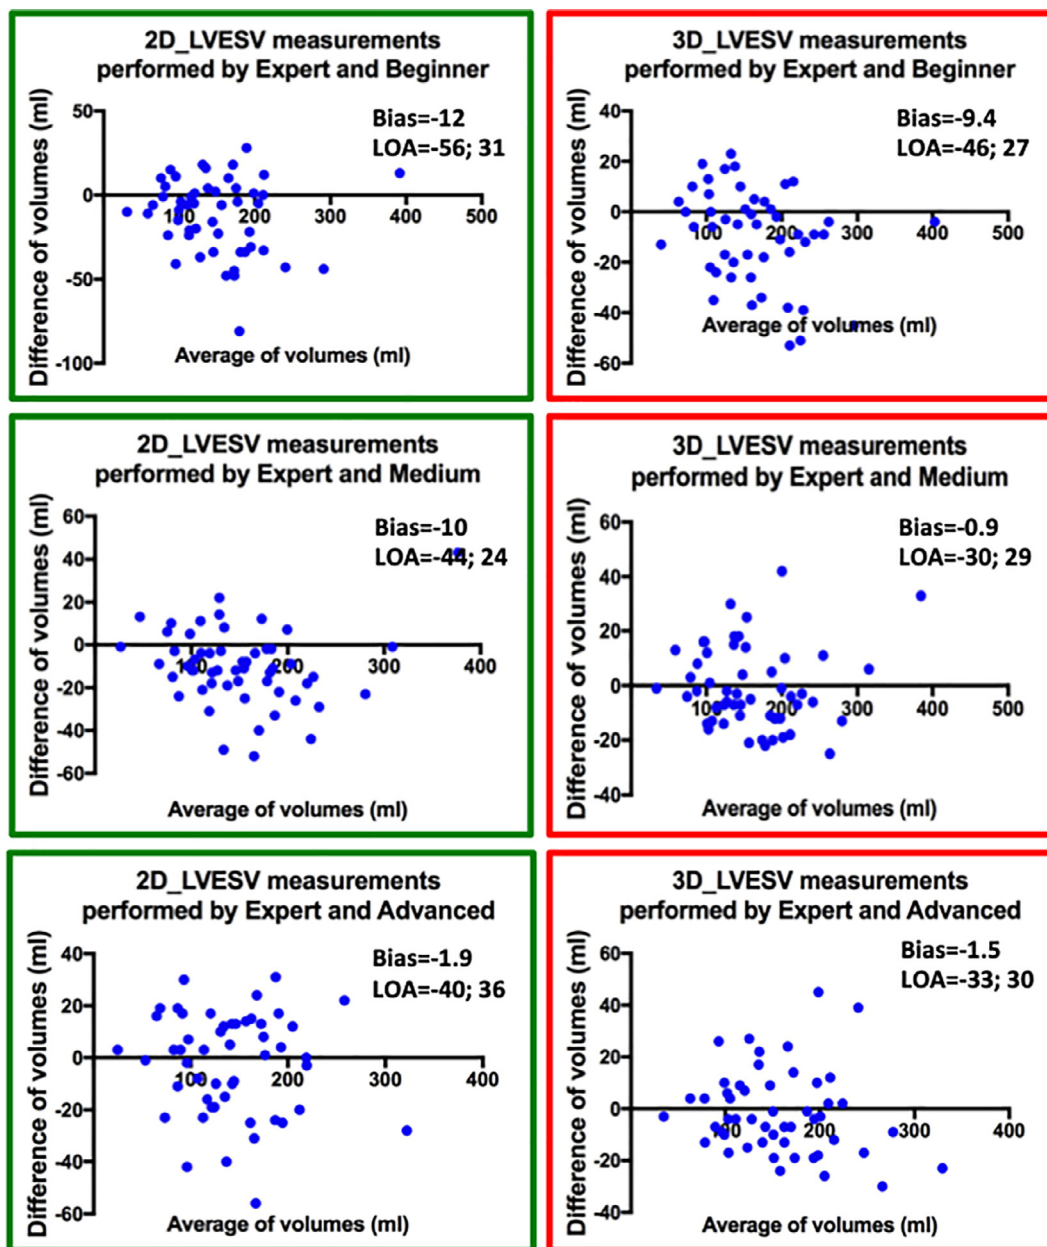 2D_LVESV measurements
performed by Expert and Beginner
Difference of volumes (ml)
50
0
-50
-100
100
200
300
400
500
Bias=-12
LOA=-56; 31
Average of volumes (ml)
3D_LVESV measurements
performed by Expert and Beginner
Difference of volumes (ml)
40
20
0
-20
-40
-60
100
200
300
400
500
Bias=-9.4
LOA=-46; 27
Average of volumes (ml)
2D_LVESV measurements
performed by Expert and Medium
Difference of volumes (ml)
60
40
20
0
-20
-40
-60
100
200
300
400
Bias=-10
LOA=-44; 24
Average of volumes (ml)
3D_LVESV measurements
performed by Expert and Medium
Difference of volumes (ml)
60
40
20
0
-20
-40
100
200
300
400
500
Bias=-0.9
LOA=-30; 29
Average of volumes (ml)
2D_LVESV measurements
performed by Expert and Advanced
Difference of volumes (ml)
40
20
0
-20
-40
-60
100
200
300
400
Bias=-1.9
LOA=-40; 36
Average of volumes (ml)
3D_LVESV measurements
performed by Expert and Advanced
Difference of volumes (ml)
60
40
20
0
-20
-40
100
200
300
400
Bias=-1.5
LOA=-33; 30
Average of volumes (ml)